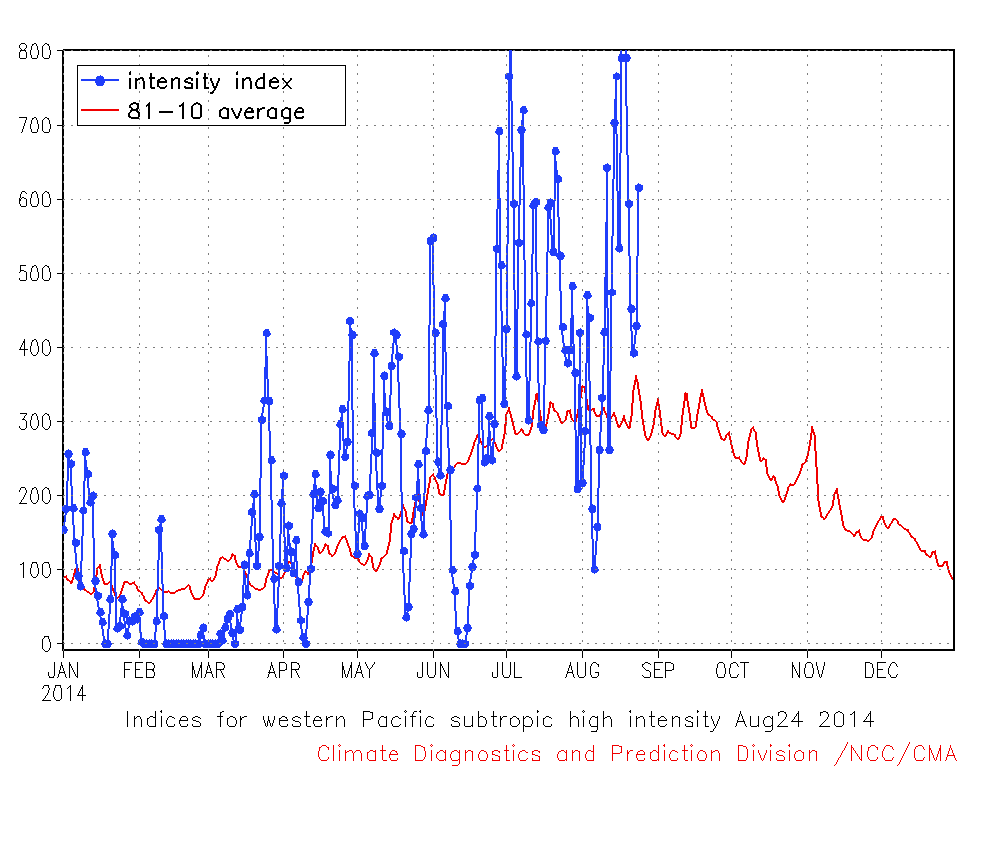 800
intensity index
81-10 average
700
600
500
400
300
200
100
0
JAN FEB MAR APR MAY JUN JUL AUG SEP OCT NOV DEC
2014
Indices for western Pacific subtropic high intensity Aug24 2014
Climate Diagnostics and Prediction Division /NCC/CMA